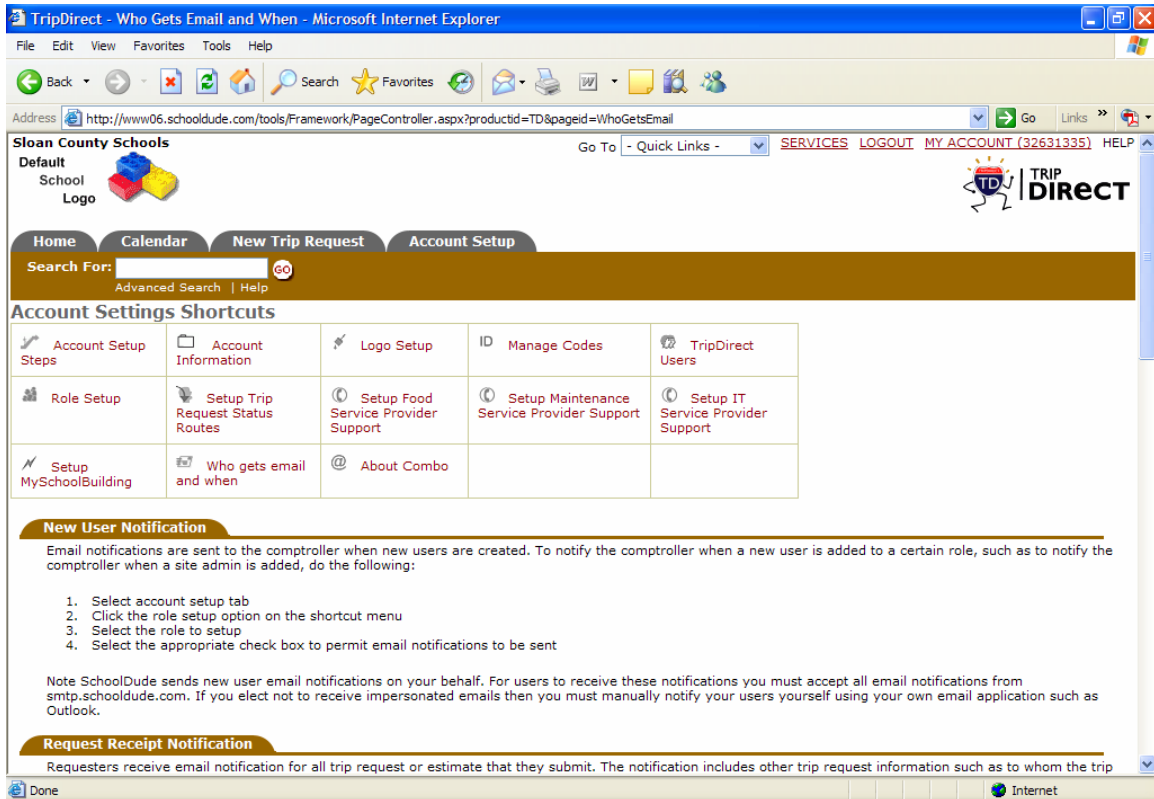 TripDirect - Who Gets Email and When - Microsoft Internet Explorer
File Edit View Favorites Tools Help
Back Search Favorites
Address http://www06.schooldude.com/tools/Framework/PageController.aspx?productid=TD&pageid=WhoGetsEmail Go Links »
Sloan County Schools Go To - Quick Links - SERVICES LOGOUT MY ACCOUNT (32631335) HELP
Default
School
Logo
TD TRIP
DIRECT
Home Calendar New Trip Request Account Setup
Search For: GO
Advanced Search | Help
Account Settings Shortcuts
Account Setup Steps
Account Information
Logo Setup
ID Manage Codes
TripDirect Users
Role Setup
Setup Trip Request Status Routes
Setup Food Service Provider Support
Setup Maintenance Service Provider Support
Setup IT Service Provider Support
Setup MySchoolBuilding
Who gets email and when
@ About Combo
New User Notification
Email notifications are sent to the comptroller when new users are created. To notify the comptroller when a new user is added to a certain role, such as to notify the
comptroller when a site admin is added, do the following:
1. Select account setup tab
2. Click the role setup option on the shortcut menu
3. Select the role to setup
4. Select the appropriate check box to permit email notifications to be sent
Note SchoolDude sends new user email notifications on your behalf. For users to receive these notifications you must accept all email notifications from
smtp.schooldude.com. If you elect not to receive impersonated emails then you must manually notify your users yourself using your own email application such as
Outlook.
Request Receipt Notification
Requesters receive email notification for all trip request or estimate that they submit. The notification includes other trip request information such as to whom the trip
Done Internet